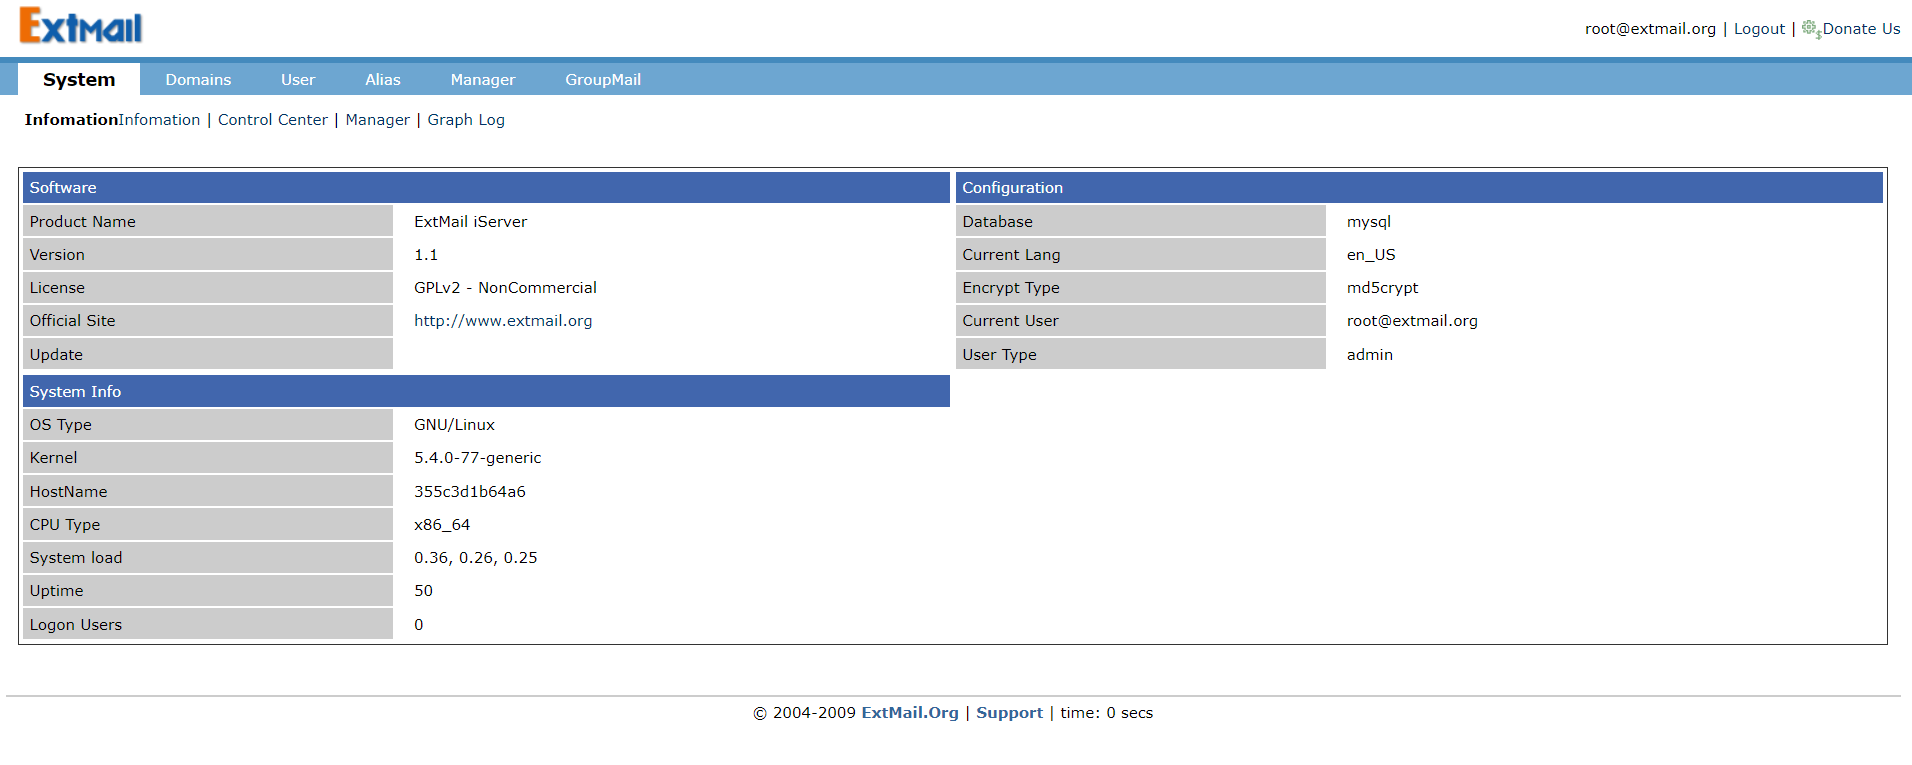 ExtMail
root@extmail.org | Logout | Donate Us
System Domains User Alias Manager GroupMail
InfomationInfomation | Control Center | Manager | Graph Log
Software
Product Name ExtMail iServer
Version 1.1
License GPLv2 - NonCommercial
Official Site http://www.extmail.org
Update
Configuration
Database mysql
Current Lang en_US
Encrypt Type md5crypt
Current User root@extmail.org
User Type admin
System Info
OS Type GNU/Linux
Kernel 5.4.0-77-generic
HostName 355c3d1b64a6
CPU Type x86_64
System load 0.36, 0.26, 0.25
Uptime 50
Logon Users 0
© 2004-2009 ExtMail.Org | Support | time: 0 secs